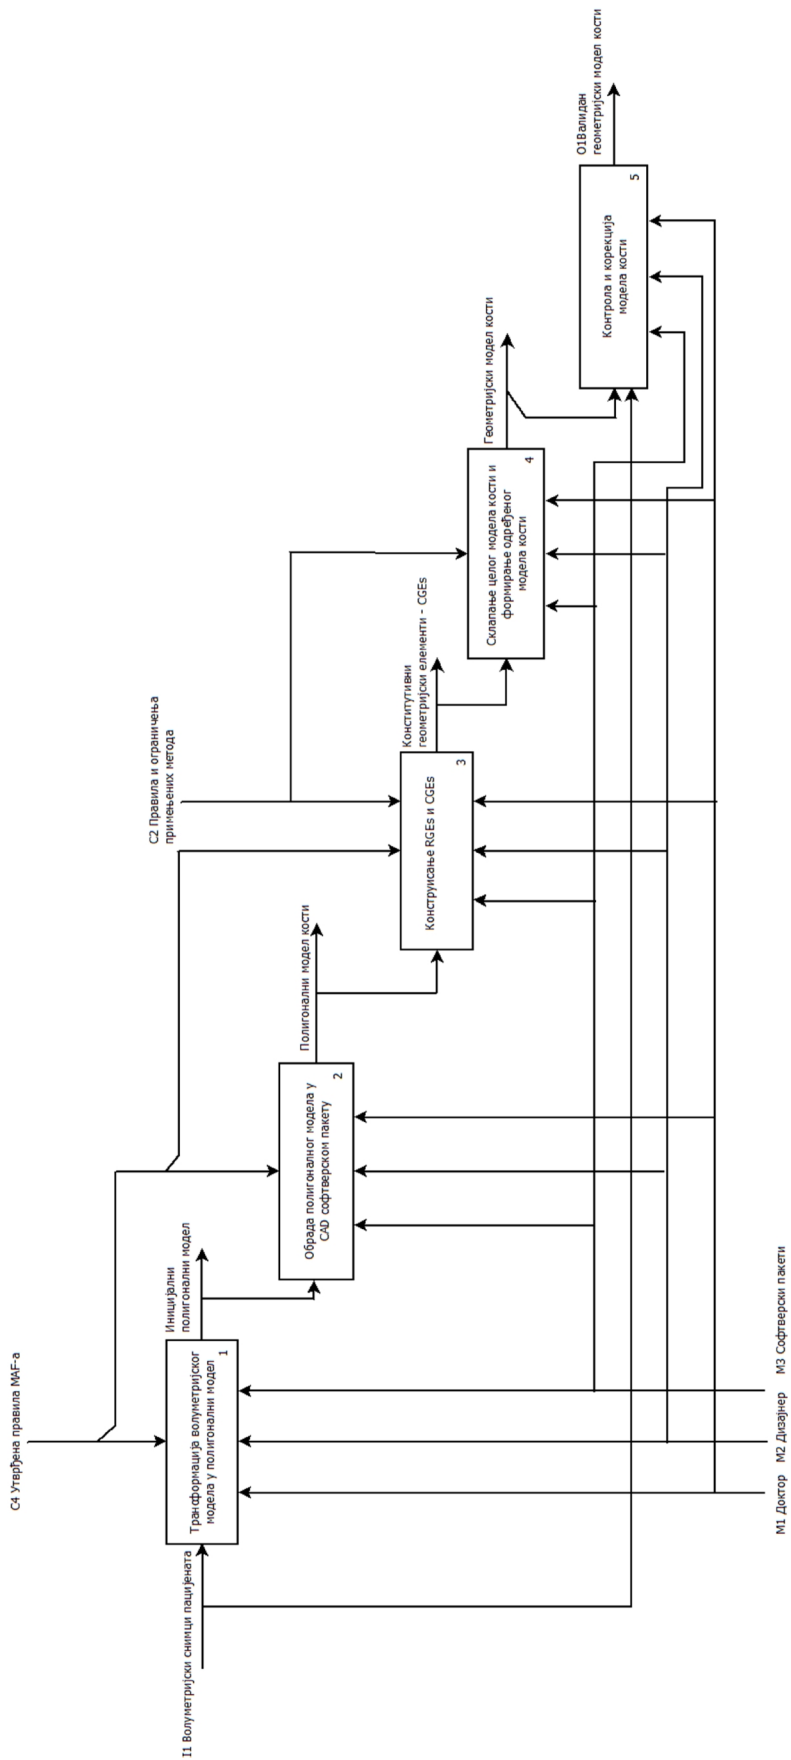 C4 Утврђена правила MAF-а
I1 Волуметријски снимци пацијената
Трансформација волуметријског
модела у полигонални модел
1
Иницијални
полигонални модел
Обрада полигоналног модела у
CAD софтверском пакету
2
Полигонални модел кости
C2 Правила и ограничења
примењених метода
Конструисање RGEs и CGEs
3
Конститутивни
геометријски елементи - CGEs
Склапање целог модела кости и
формирање одређеног
модела кости
4
Геометријски модел кости
Контрола и корекција
модела кости
5
O1Валидан
геометријски модел кости
M1 Доктор
M2 Дизајнер
M3 Софтверски пакети